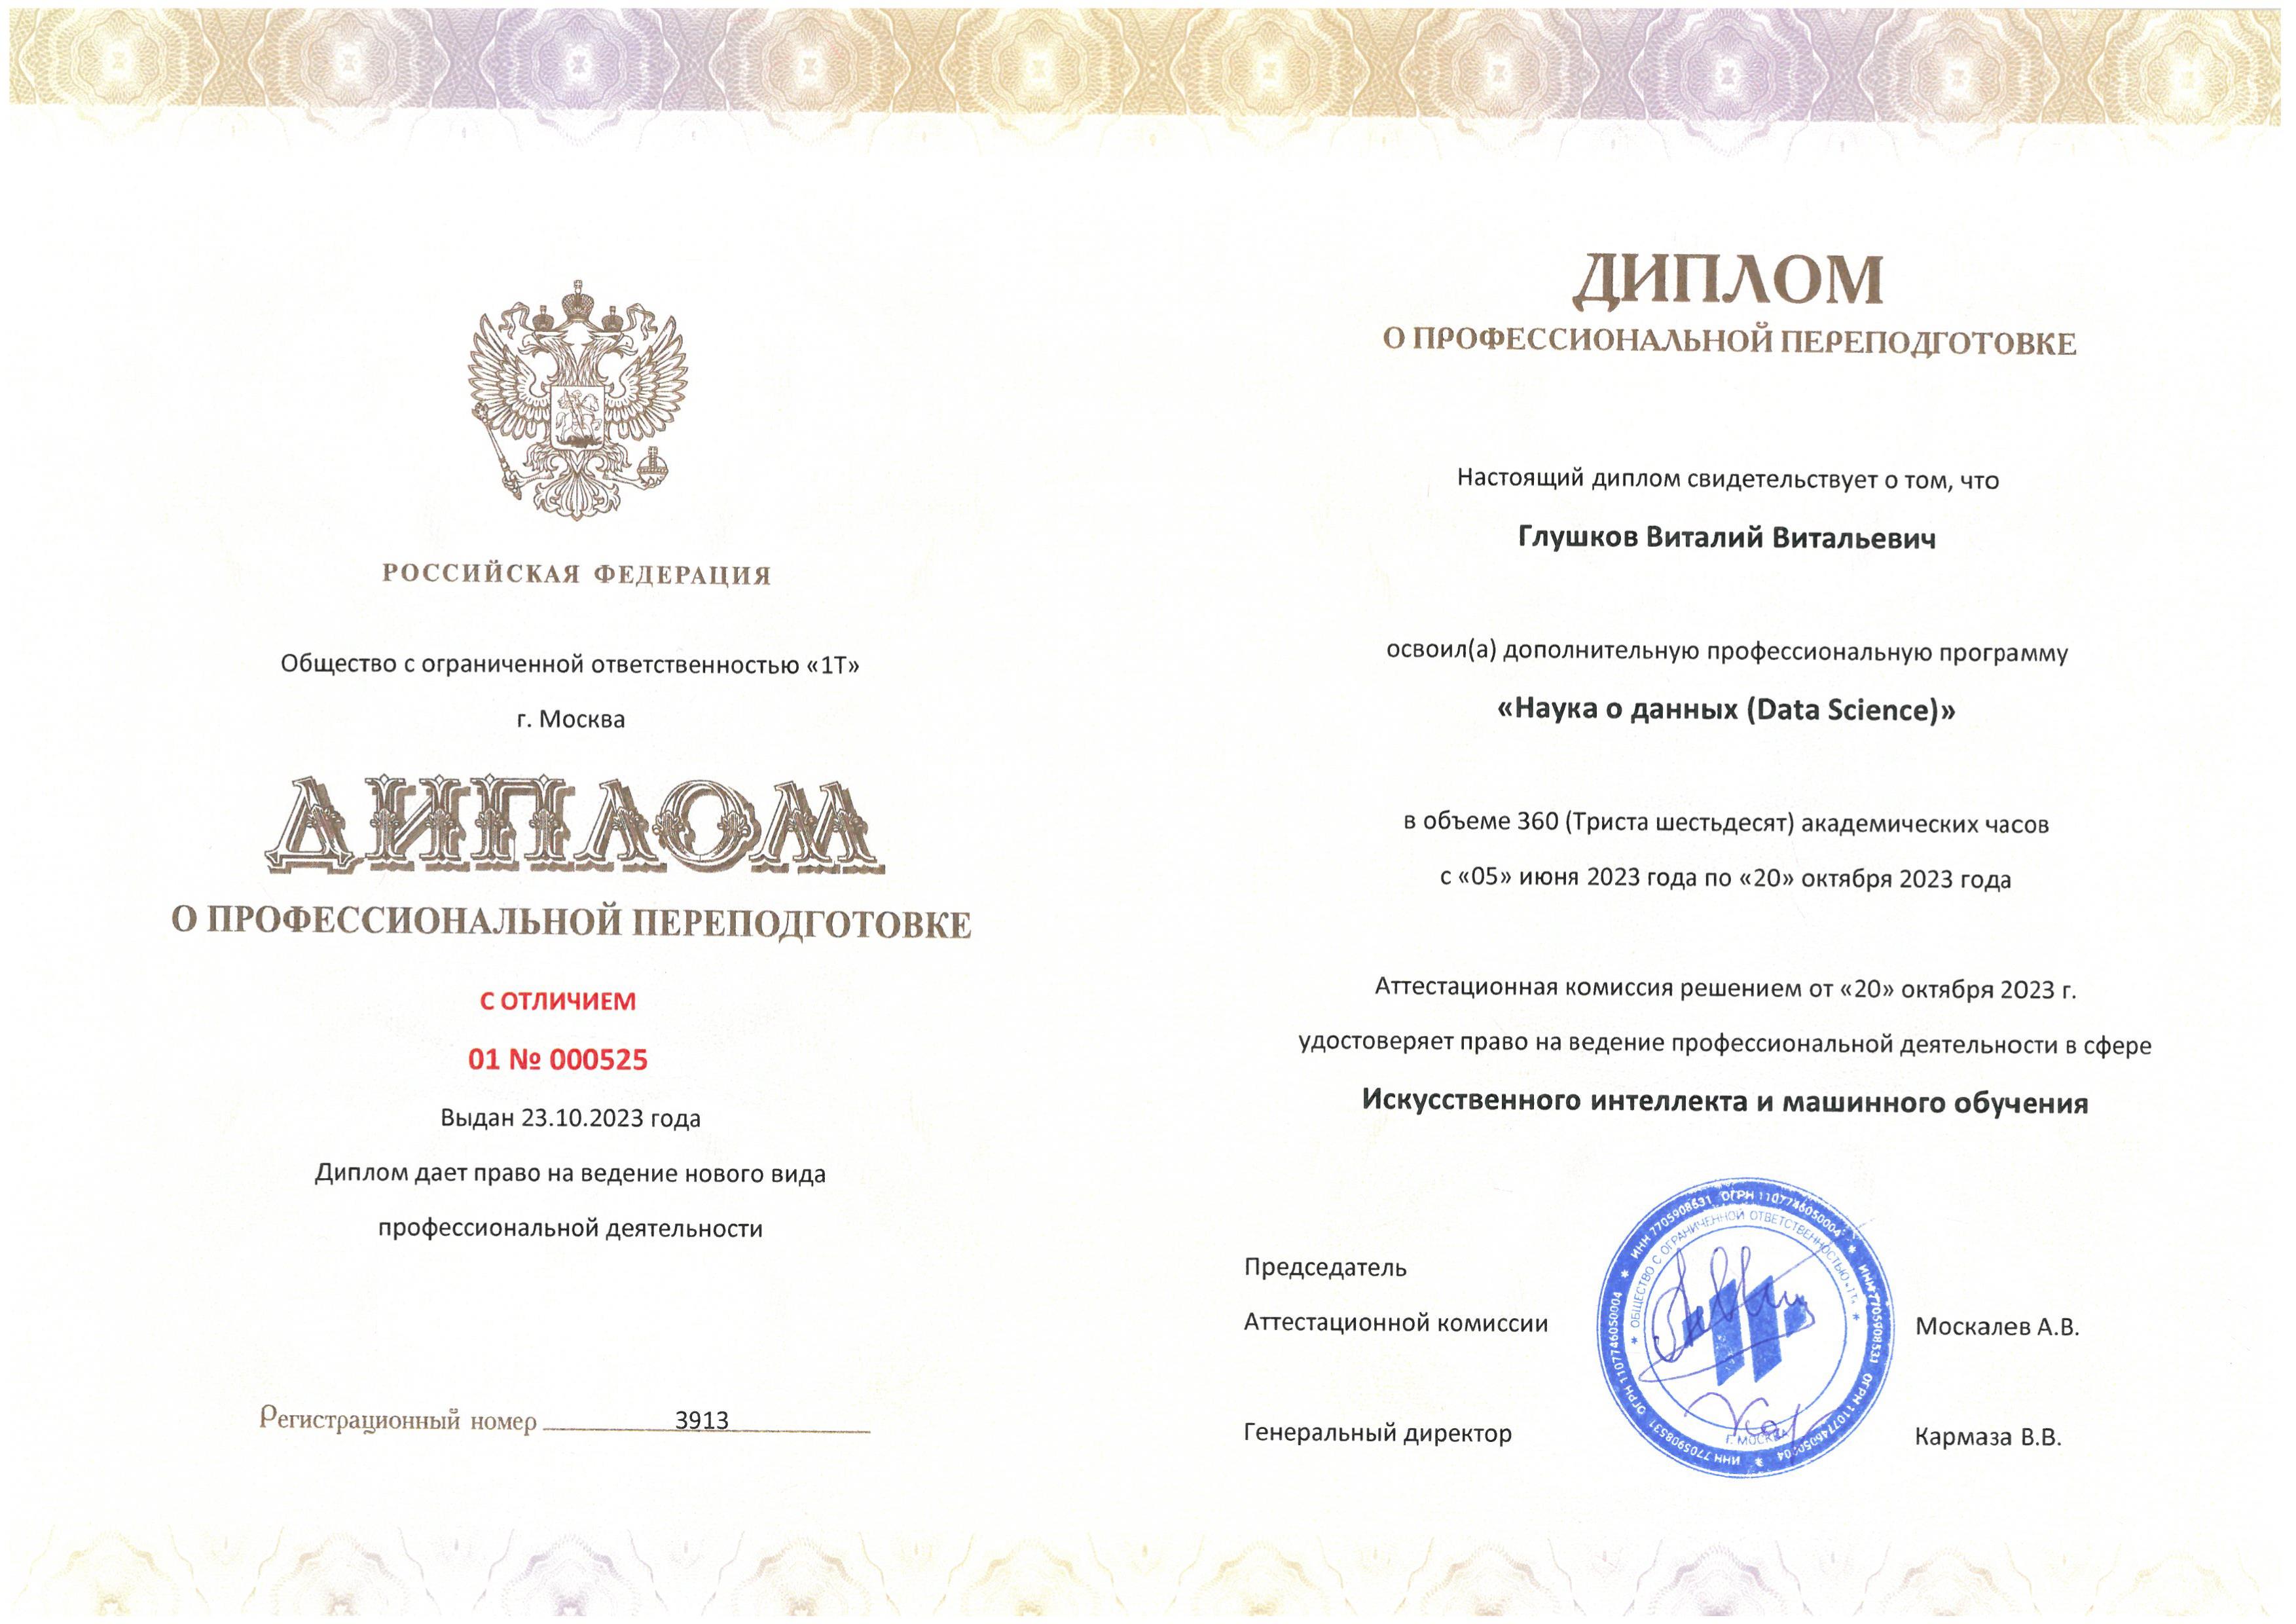 РОССИЙСКАЯ ФЕДЕРАЦИЯ
Общество с ограниченной ответственностью «1Т»
г. Москва
ДИПЛОМ
О ПРОФЕССИОНАЛЬНОЙ ПЕРЕПОДГОТОВКЕ
С ОТЛИЧИЕМ
01 № 000525
Выдан 23.10.2023 года
Диплом дает право на ведение нового вида
профессиональной деятельности
Регистрационный номер 3913
ДИПЛОМ
О ПРОФЕССИОНАЛЬНОЙ ПЕРЕПОДГОТОВКЕ
Настоящий диплом свидетельствует о том, что
Глушков Виталий Витальевич
освоил(а) дополнительную профессиональную программу
«Наука о данных (Data Science)»
в объеме 360 (Триста шестьдесят) академических часов
с «05» июня 2023 года по «20» октября 2023 года
Аттестационная комиссия решением от «20» октября 2023 г.
удостоверяет право на ведение профессиональной деятельности в сфере
Искусственного интеллекта и машинного обучения
Председатель
Аттестационной комиссии
Москалев А.В.
Генеральный директор
Кармаза В.В.
ОБЩЕСТВО С ОГРАНИЧЕННОЙ ОТВЕТСТВЕННОСТЬЮ «1Т»
Г. МОСКВА
ОГРН 1107746050004